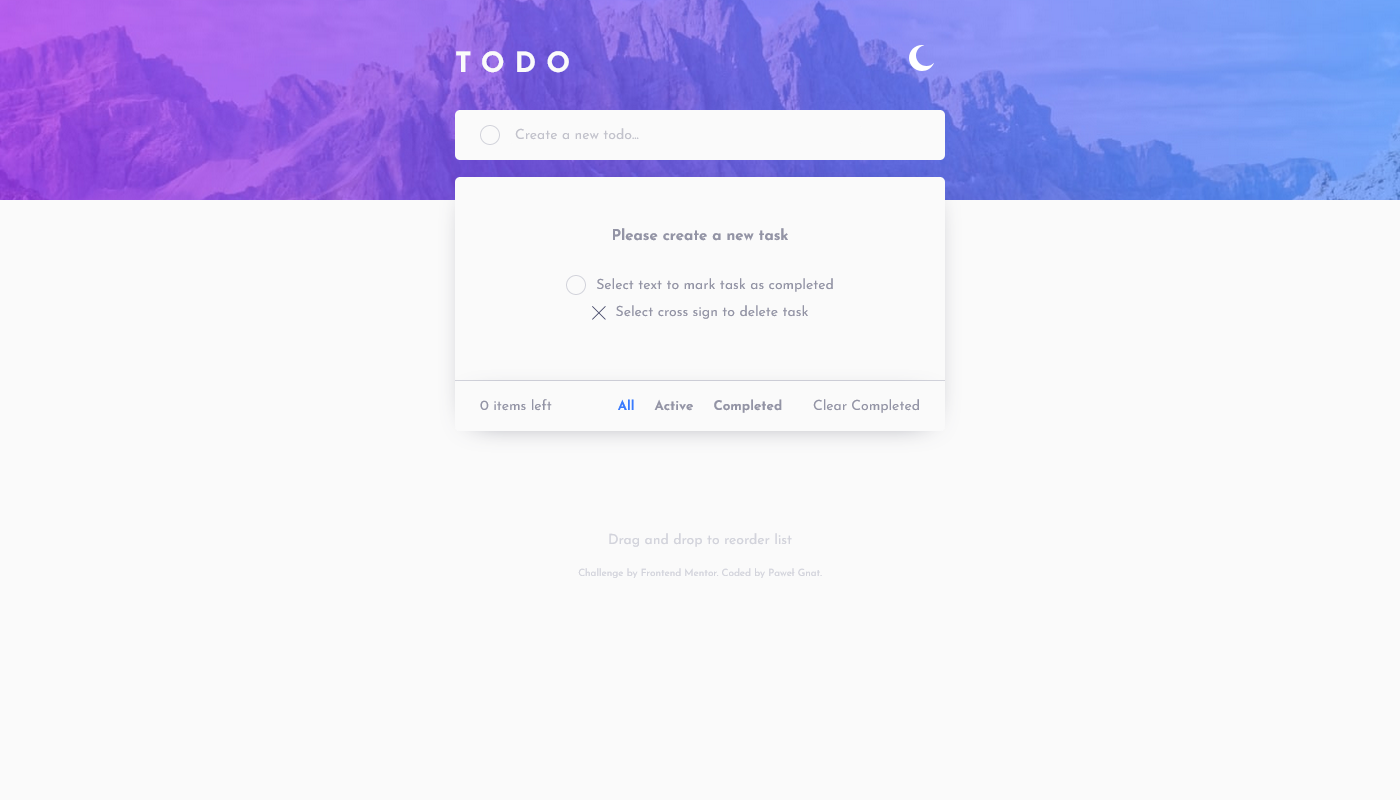 TODO
Create a new todo...
Please create a new task
Select text to mark task as completed
Select cross sign to delete task
0 items left All Active Completed Clear Completed
Drag and drop to reorder list
Challenge by Frontend Mentor. Coded by Paweł Gnat.